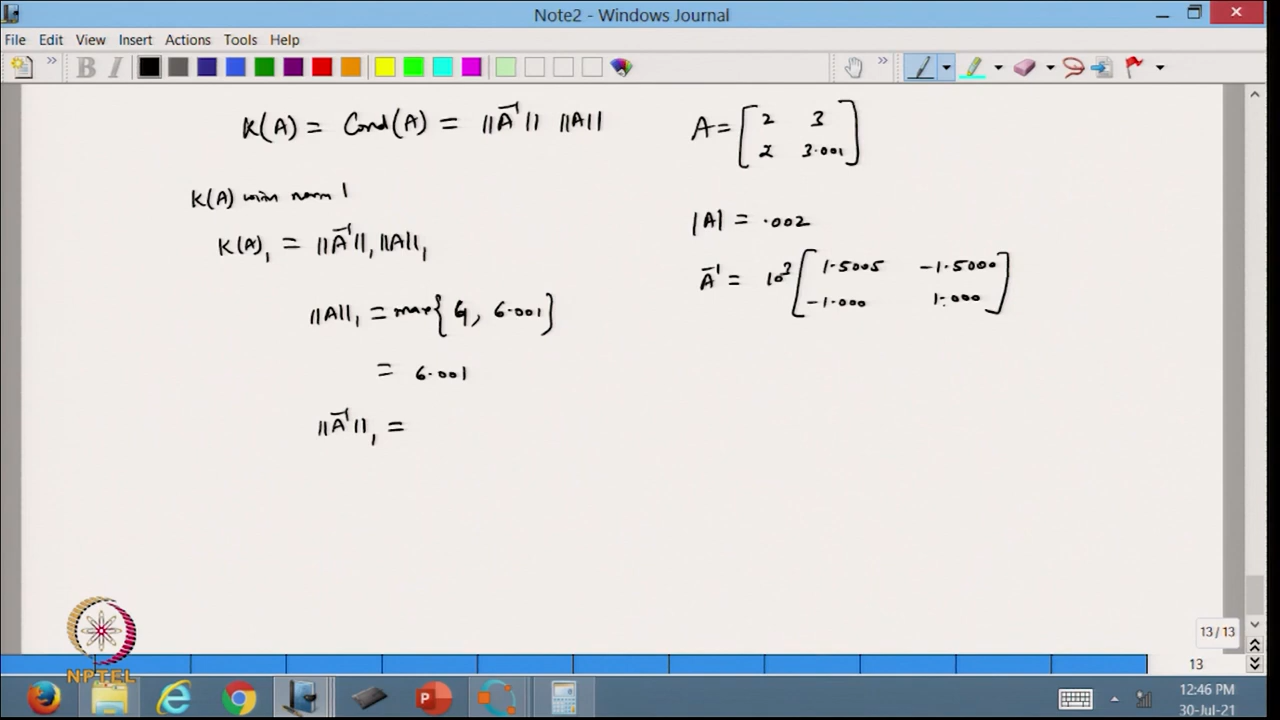 Note2 - Windows Journal
File Edit View Insert Actions Tools Help
K(A) = Cond(A) = ||A⁻¹|| ||A||
A = [2 3
2 3.001]
K(A) with norm 1
|A| = .002
K(A)₁ = ||A⁻¹||₁ ||A||₁
A⁻¹ = 10³ [1.5005 -1.5000
-1.000 1.000]
||A||₁ = max{4, 6.001}
= 6.001
||A⁻¹||₁ =
13 / 13
13
NPTEL
12:46 PM
30-Jul-21